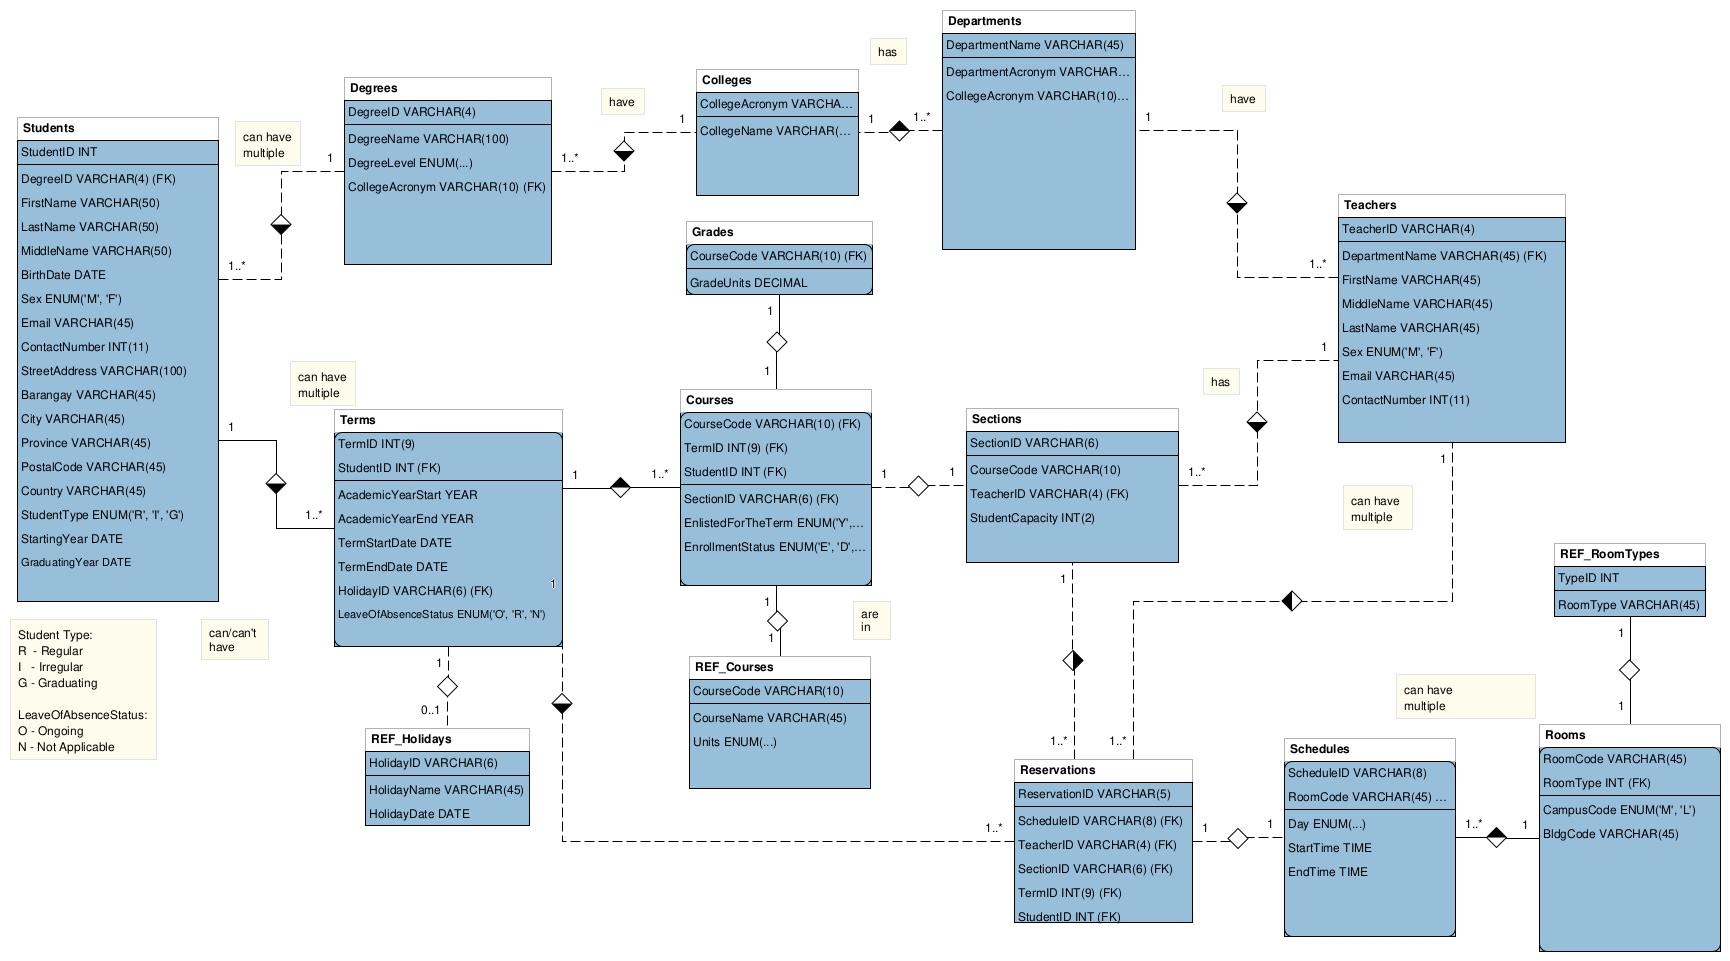 Departments
DepartmentName VARCHAR(45)
DepartmentAcronym VARCHAR...
CollegeAcronym VARCHAR(10)...
has
Colleges
CollegeAcronym VARCHA...
CollegeName VARCHAR(...
1
1..*
have
1
1..*
Degrees
DegreeID VARCHAR(4)
DegreeName VARCHAR(100)
DegreeLevel ENUM(...)
CollegeAcronym VARCHAR(10) (FK)
can have
multiple
1
1..*
Students
StudentID INT
DegreeID VARCHAR(4) (FK)
FirstName VARCHAR(50)
LastName VARCHAR(50)
MiddleName VARCHAR(50)
BirthDate DATE
Sex ENUM('M', 'F')
Email VARCHAR(45)
ContactNumber INT(11)
StreetAddress VARCHAR(100)
Barangay VARCHAR(45)
City VARCHAR(45)
Province VARCHAR(45)
PostalCode VARCHAR(45)
Country VARCHAR(45)
StudentType ENUM('R', 'I', 'G')
StartingYear DATE
GraduatingYear DATE
have
1
1..*
Teachers
TeacherID VARCHAR(4)
DepartmentName VARCHAR(45) (FK)
FirstName VARCHAR(45)
MiddleName VARCHAR(45)
LastName VARCHAR(45)
Sex ENUM('M', 'F')
Email VARCHAR(45)
ContactNumber INT(11)
Grades
CourseCode VARCHAR(10) (FK)
GradeUnits DECIMAL
1
1
can have
multiple
1
1..*
Terms
TermID INT(9)
StudentID INT (FK)
AcademicYearStart YEAR
AcademicYearEnd YEAR
TermStartDate DATE
TermEndDate DATE
HolidayID VARCHAR(6) (FK)
LeaveOfAbsenceStatus ENUM('O', 'R', 'N')
1
1
1..*
Courses
CourseCode VARCHAR(10) (FK)
TermID INT(9) (FK)
StudentID INT (FK)
SectionID VARCHAR(6) (FK)
EnlistedForTheTerm ENUM('Y',...
EnrollmentStatus ENUM('E', 'D',...
1
1
Sections
SectionID VARCHAR(6)
CourseCode VARCHAR(10)
TeacherID VARCHAR(4) (FK)
StudentCapacity INT(2)
has
1
1..*
1
can have
multiple
1
1..*
1..*
are
in
1
1
REF_Courses
CourseCode VARCHAR(10)
CourseName VARCHAR(45)
Units ENUM(...)
Student Type:
R - Regular
I - Irregular
G - Graduating
LeaveOfAbsenceStatus:
O - Ongoing
N - Not Applicable
can/can't
have
1
0..1
REF_Holidays
HolidayID VARCHAR(6)
HolidayName VARCHAR(45)
HolidayDate DATE
1..*
Reservations
ReservationID VARCHAR(5)
ScheduleID VARCHAR(8) (FK)
TeacherID VARCHAR(4) (FK)
SectionID VARCHAR(6) (FK)
TermID INT(9) (FK)
StudentID INT (FK)
1
1
Schedules
ScheduleID VARCHAR(8)
RoomCode VARCHAR(45) ...
Day ENUM(...)
StartTime TIME
EndTime TIME
can have
multiple
1..*
1
REF_RoomTypes
TypeID INT
RoomType VARCHAR(45)
1
1
Rooms
RoomCode VARCHAR(45)
RoomType INT (FK)
CampusCode ENUM('M', 'L')
BldgCode VARCHAR(45)